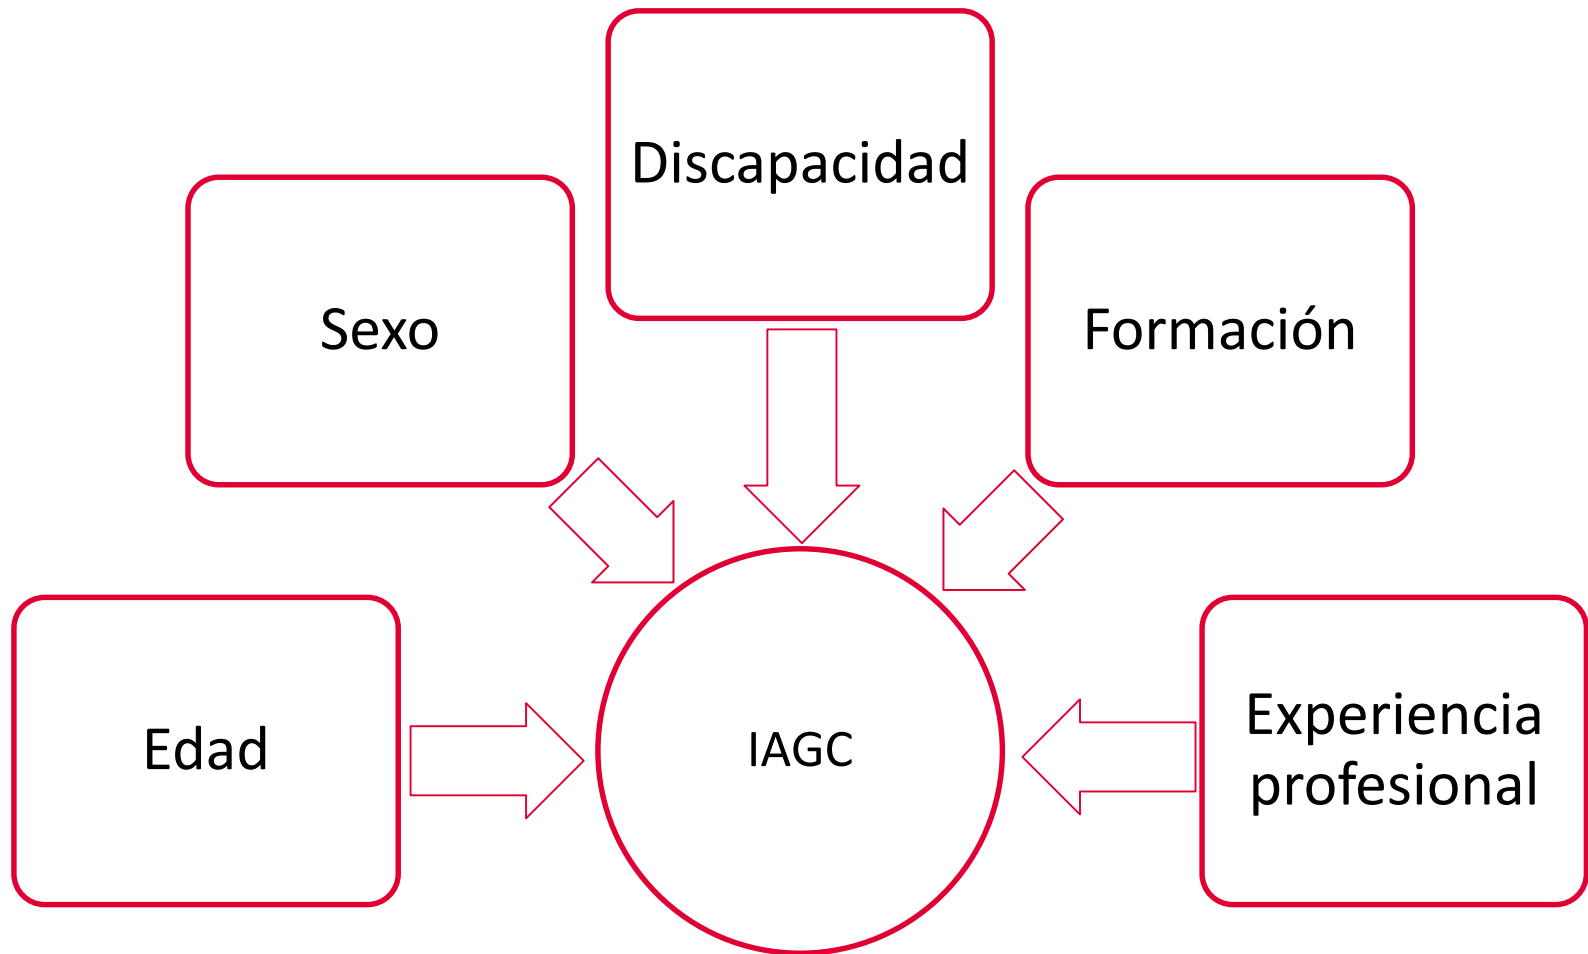 Discapacidad
Sexo
Formación
Edad
IAGC
Experiencia
profesional